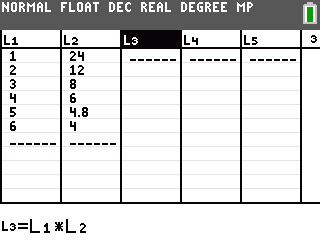 NORMAL FLOAT DEC REAL DEGREE MP
L1 L2 L3 L4 L5 3
1 24 ------ ------ ------
2 12
3 8
4 6
5 4.8
6 4
------ ------
L3=L1*L2